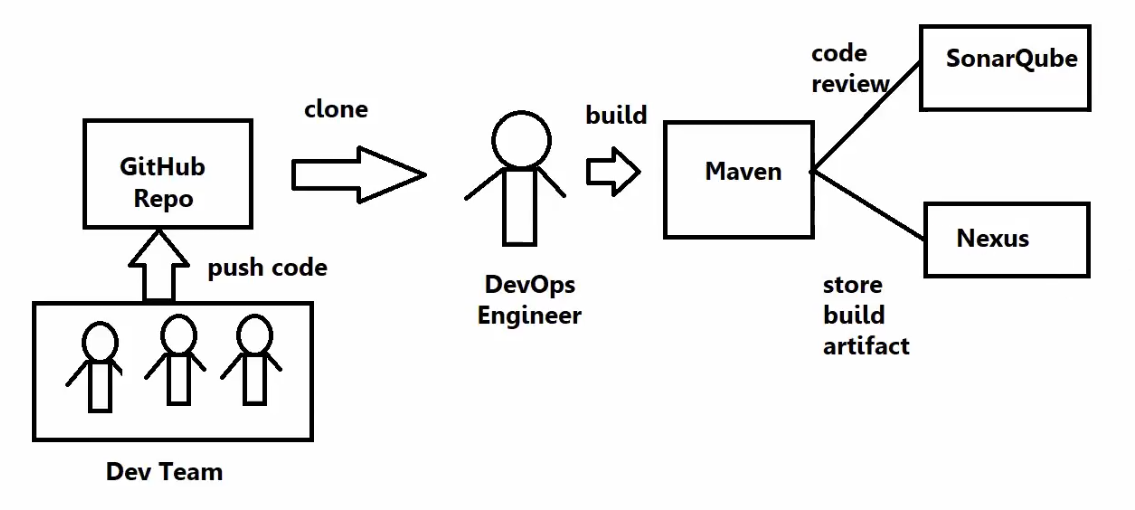 code
review
SonarQube
clone
build
GitHub
Repo
Maven
Nexus
push code
DevOps
Engineer
store
build
artifact
Dev Team